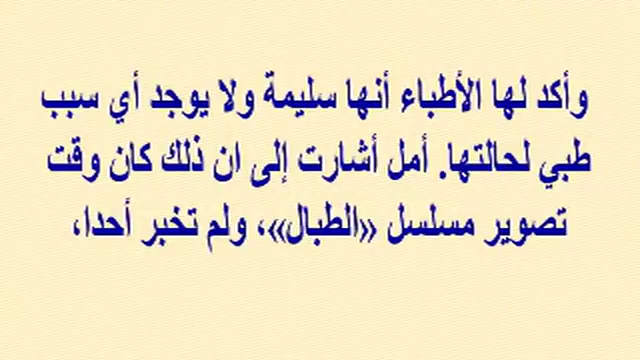 وأكد لها الأطباء أنها سليمة ولا يوجد أي سبب
طبي لحالتها. أمل أشارت إلى ان ذلك كان وقت
تصوير مسلسل «الطبال»، ولم تخبر أحدا،